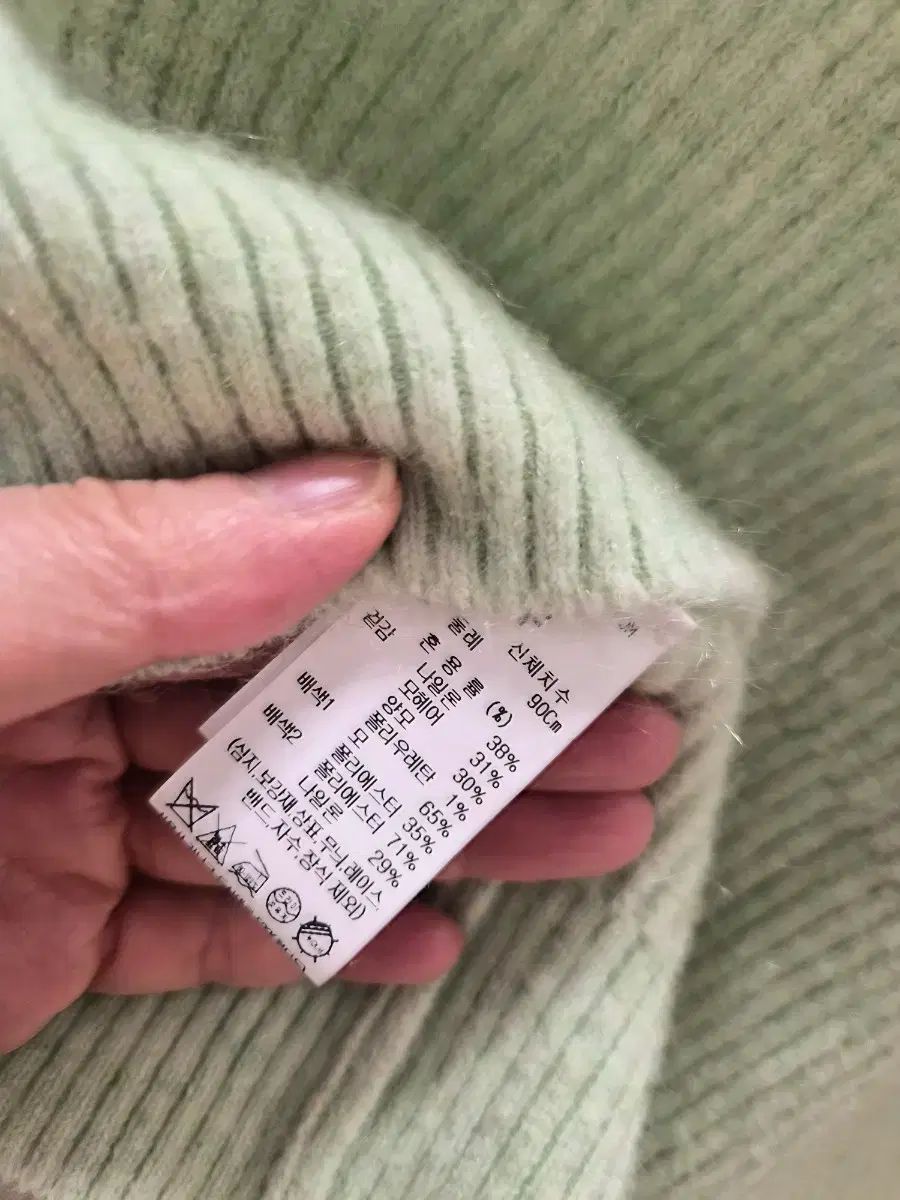 신체치수
둘레 90Cm
혼 용 률 (%)
겉감 나일론 38%
모헤어 31%
양모 30%
폴리우레탄 1%
배색1 모 65%
폴리에스터 35%
배색2 폴리에스터 71%
나일론 29%
(심지,보강재,상표,무늬,레이스,
밴드,자수,장식 제외)